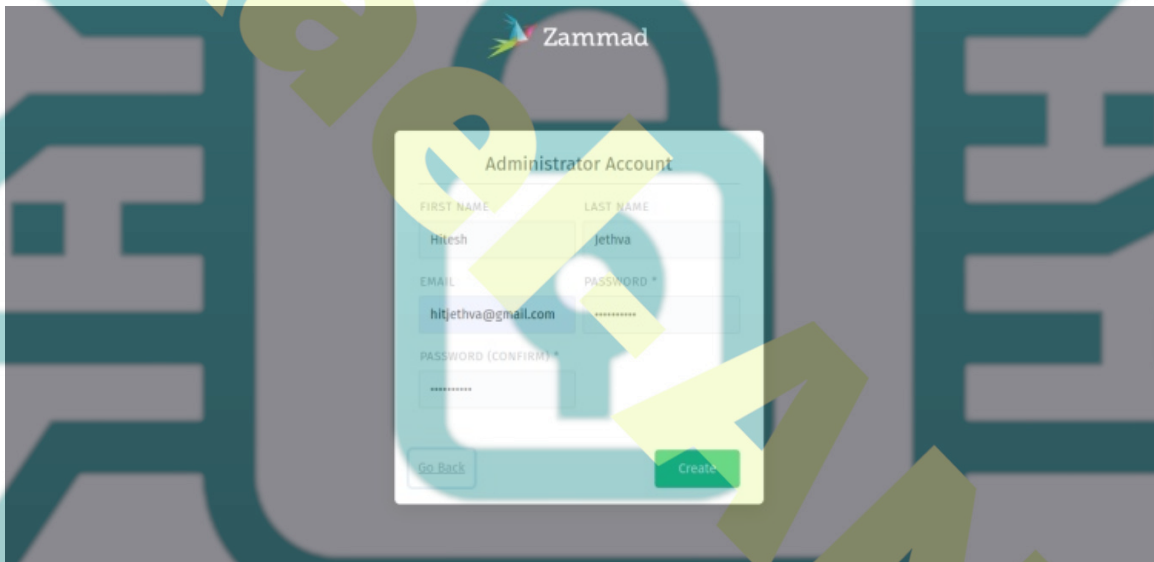 Zammad
Administrator Account
FIRST NAME LAST NAME
Hitesh Jethva
EMAIL PASSWORD *
hitjethva@gmail.com ••••••••••
PASSWORD (CONFIRM) *
••••••••••
Go Back Create